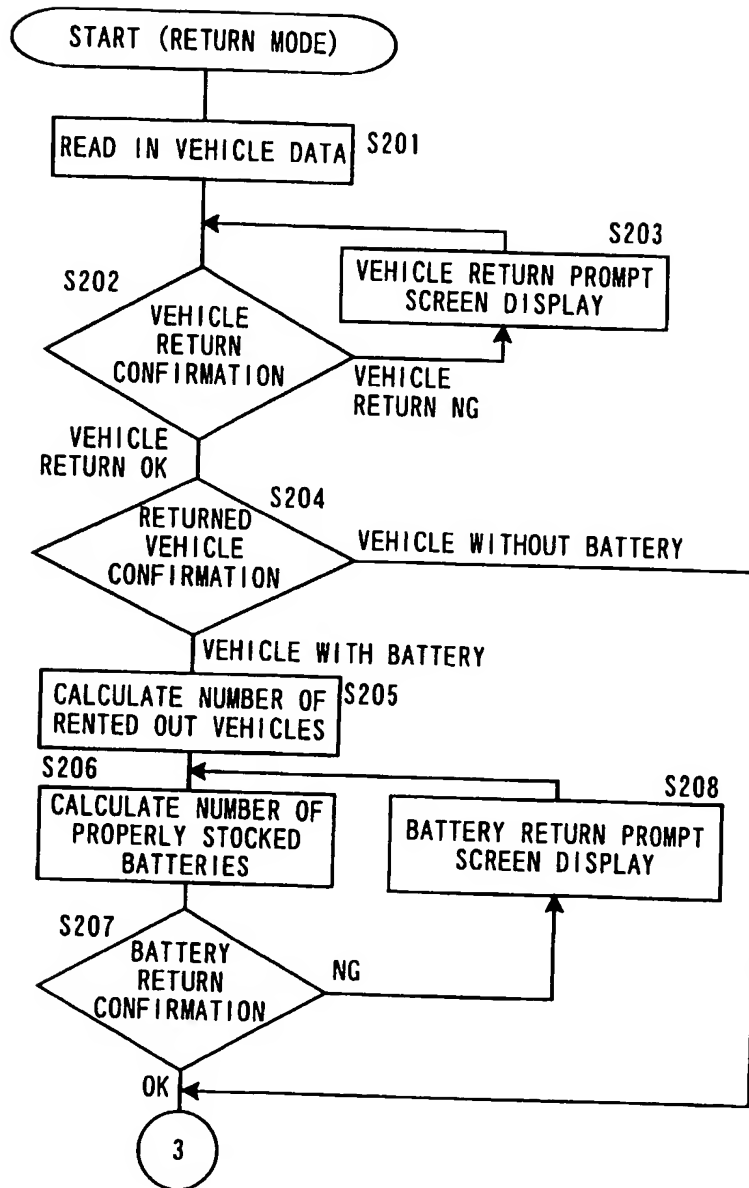 START (RETURN MODE)
READ IN VEHICLE DATA
S201
S203
VEHICLE RETURN PROMPT
SCREEN DISPLAY
S202
VEHICLE
RETURN
CONFIRMATION
VEHICLE
RETURN NG
VEHICLE
RETURN OK
S204
RETURNED
VEHICLE
CONFIRMATION
VEHICLE WITHOUT BATTERY
VEHICLE WITH BATTERY
CALCULATE NUMBER OF
RENTED OUT VEHICLES
S205
S206
CALCULATE NUMBER OF
PROPERLY STOCKED
BATTERIES
S208
BATTERY RETURN PROMPT
SCREEN DISPLAY
S207
BATTERY
RETURN
CONFIRMATION
NG
OK
3